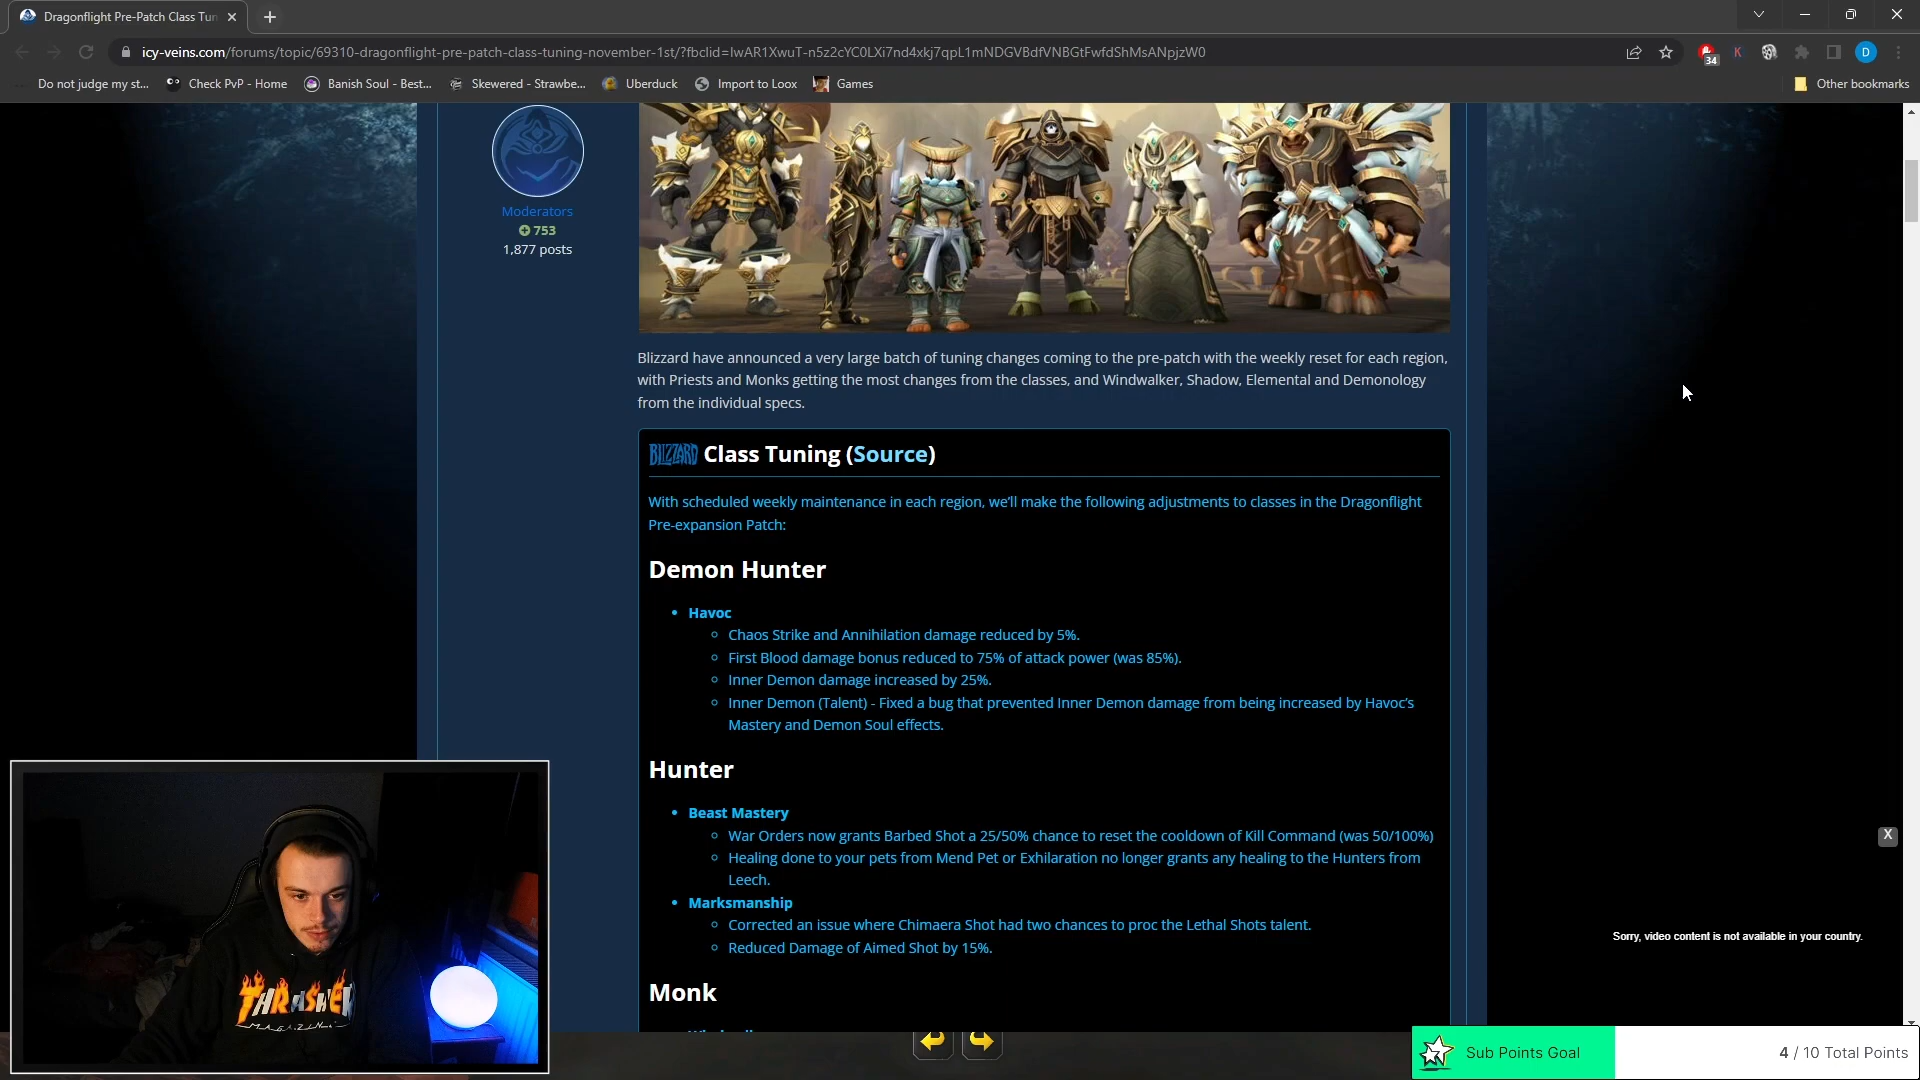 Dragonflight Pre-Patch Class Tun
icy-veins.com/forums/topic/69310-dragonflight-pre-patch-class-tuning-november-1st/?fbclid=IwAR1XwuT-n5z2cYC0LXi7nd4xkj7qpL1mNDGVBdfVNBGtFwfdShMsANpjzW0
34
K
D
Do not judge my st...
Check PvP - Home
Banish Soul - Best...
Skewered - Strawbe...
Uberduck
Import to Loox
Games
Other bookmarks
Moderators
753
1,877 posts
Blizzard have announced a very large batch of tuning changes coming to the pre-patch with the weekly reset for each region,
with Priests and Monks getting the most changes from the classes, and Windwalker, Shadow, Elemental and Demonology
from the individual specs.
BLIZZARD Class Tuning (Source)
With scheduled weekly maintenance in each region, we'll make the following adjustments to classes in the Dragonflight
Pre-expansion Patch:
Demon Hunter
• Havoc
Chaos Strike and Annihilation damage reduced by 5%.
First Blood damage bonus reduced to 75% of attack power (was 85%).
Inner Demon damage increased by 25%.
Inner Demon (Talent) - Fixed a bug that prevented Inner Demon damage from being increased by Havoc's
Mastery and Demon Soul effects.
Hunter
• Beast Mastery
War Orders now grants Barbed Shot a 25/50% chance to reset the cooldown of Kill Command (was 50/100%)
Healing done to your pets from Mend Pet or Exhilaration no longer grants any healing to the Hunters from
Leech.
• Marksmanship
Corrected an issue where Chimaera Shot had two chances to proc the Lethal Shots talent.
Reduced Damage of Aimed Shot by 15%.
Monk
X
Sorry, video content is not available in your country.
THRASHER
MAGAZINE
Sub Points Goal
4 / 10 Total Points